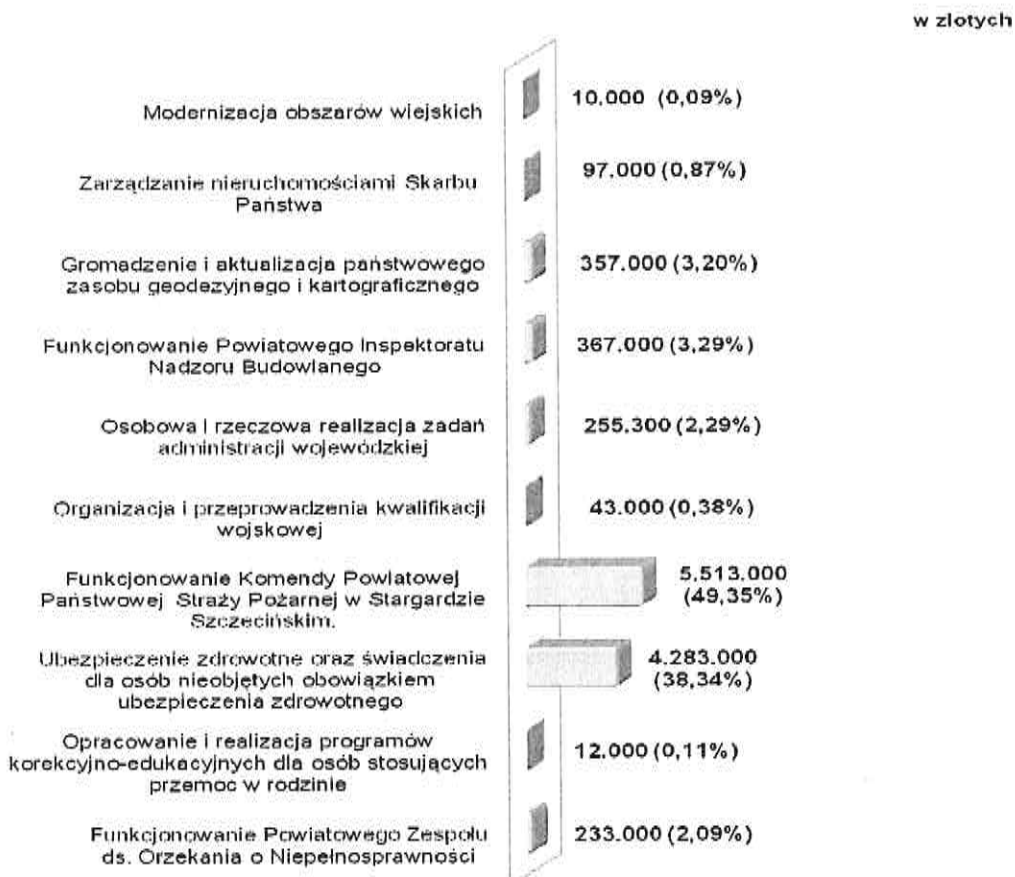 w zlotych
Modernizacja obszarów wiejskich
10.000 (0,09%)
Zarządzanie nieruchomościami Skarbu
Państwa
97.000 (0,87%)
Gromadzenie i aktualizacja państwowego
zasobu geodezyjnego i kartograficznego
357.000 (3,20%)
Funkcjonowanie Powiatowego Inspektoratu
Nadzoru Budowlanego
367.000 (3,29%)
Osobowa i rzeczowa realizacja zadań
administracji wojewódzkiej
255.300 (2,29%)
Organizacja i przeprowadzenia kwalifikacji
wojskowej
43.000 (0,38%)
Funkcjonowanie Komendy Powiatowej
Państwowej Straży Pożarnej w Stargardzie
Szczecińskim.
5.513.000
(49,35%)
Ubezpieczenie zdrowotne oraz świadczenia
dla osób nieobjętych obowiązkiem
ubezpieczenia zdrowotnego
4.283.000
(38,34%)
Opracowanie i realizacja programów
korekcyjno-edukacyjnych dla osób stosujących
przemoc w rodzinie
12.000 (0,11%)
Funkcjonowanie Powiatowego Zespołu
ds. Orzekania o Niepełnosprawności
233.000 (2,09%)